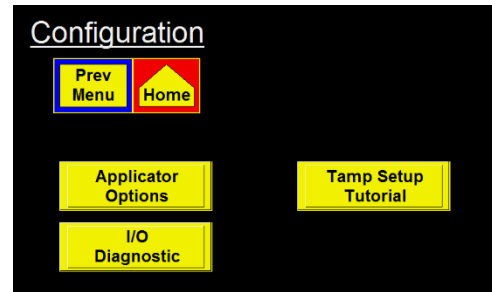 Configuration
Prev
Menu
Home
Applicator
Options
Tamp Setup
Tutorial
I/O
Diagnostic